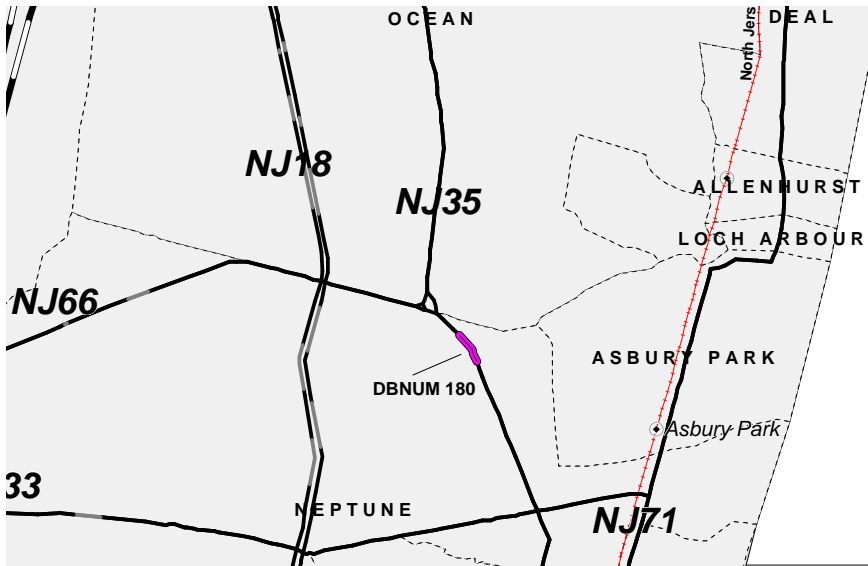 OCEAN
DEAL
North Jers
NJ18
ALLENHURST
NJ35
LOCH ARBOUR
NJ66
ASBURY PARK
DBNUM 180
Asbury Park
33
NEPTUNE
NJ71